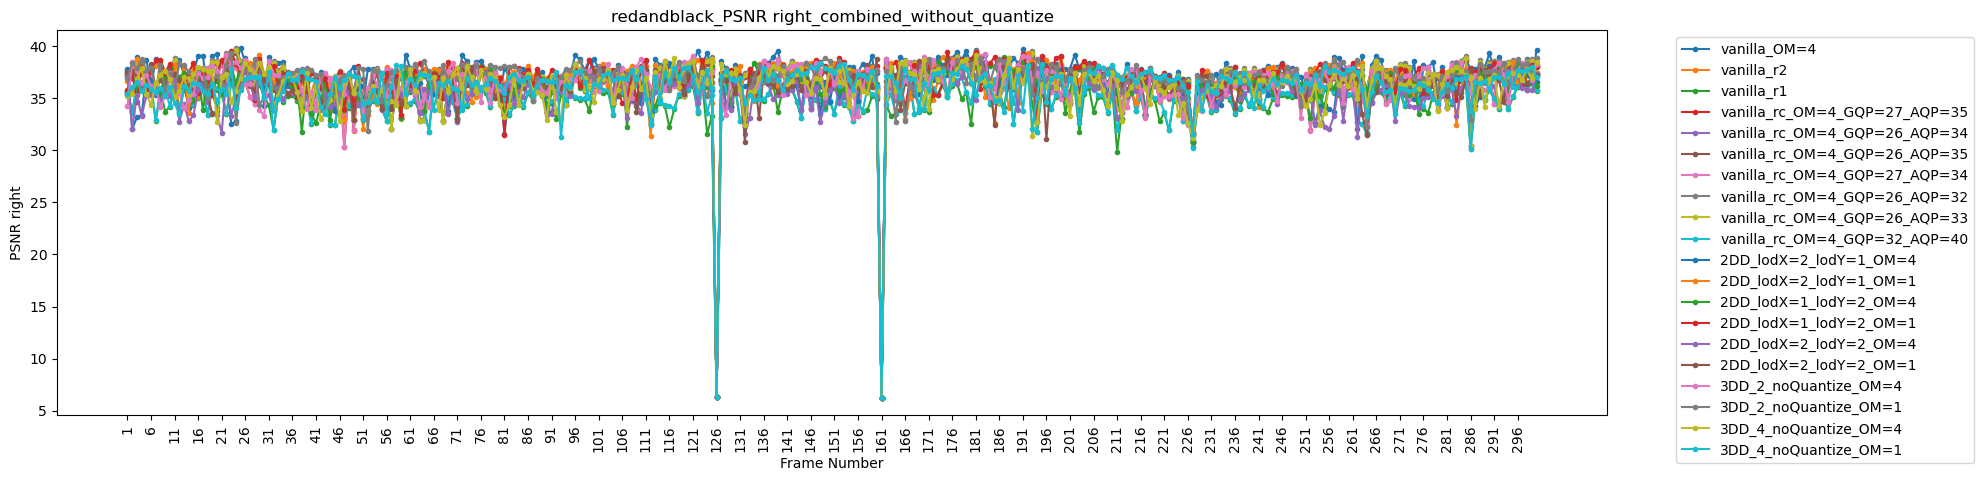 redandblack_PSNR right_combined_without_quantize
PSNR right
40
35
30
25
20
15
10
5
1 6 11 16 21 26 31 36 41 46 51 56 61 66 71 76 81 86 91 96 101 106 111 116 121 126 131 136 141 146 151 156 161 166 171 176 181 186 191 196 201 206 211 216 221 226 231 236 241 246 251 256 261 266 271 276 281 286 291 296
Frame Number
vanilla_OM=4
vanilla_r2
vanilla_r1
vanilla_rc_OM=4_GQP=27_AQP=35
vanilla_rc_OM=4_GQP=26_AQP=34
vanilla_rc_OM=4_GQP=26_AQP=35
vanilla_rc_OM=4_GQP=27_AQP=34
vanilla_rc_OM=4_GQP=26_AQP=32
vanilla_rc_OM=4_GQP=26_AQP=33
vanilla_rc_OM=4_GQP=32_AQP=40
2DD_lodX=2_lodY=1_OM=4
2DD_lodX=2_lodY=1_OM=1
2DD_lodX=1_lodY=2_OM=4
2DD_lodX=1_lodY=2_OM=1
2DD_lodX=2_lodY=2_OM=4
2DD_lodX=2_lodY=2_OM=1
3DD_2_noQuantize_OM=4
3DD_2_noQuantize_OM=1
3DD_4_noQuantize_OM=4
3DD_4_noQuantize_OM=1